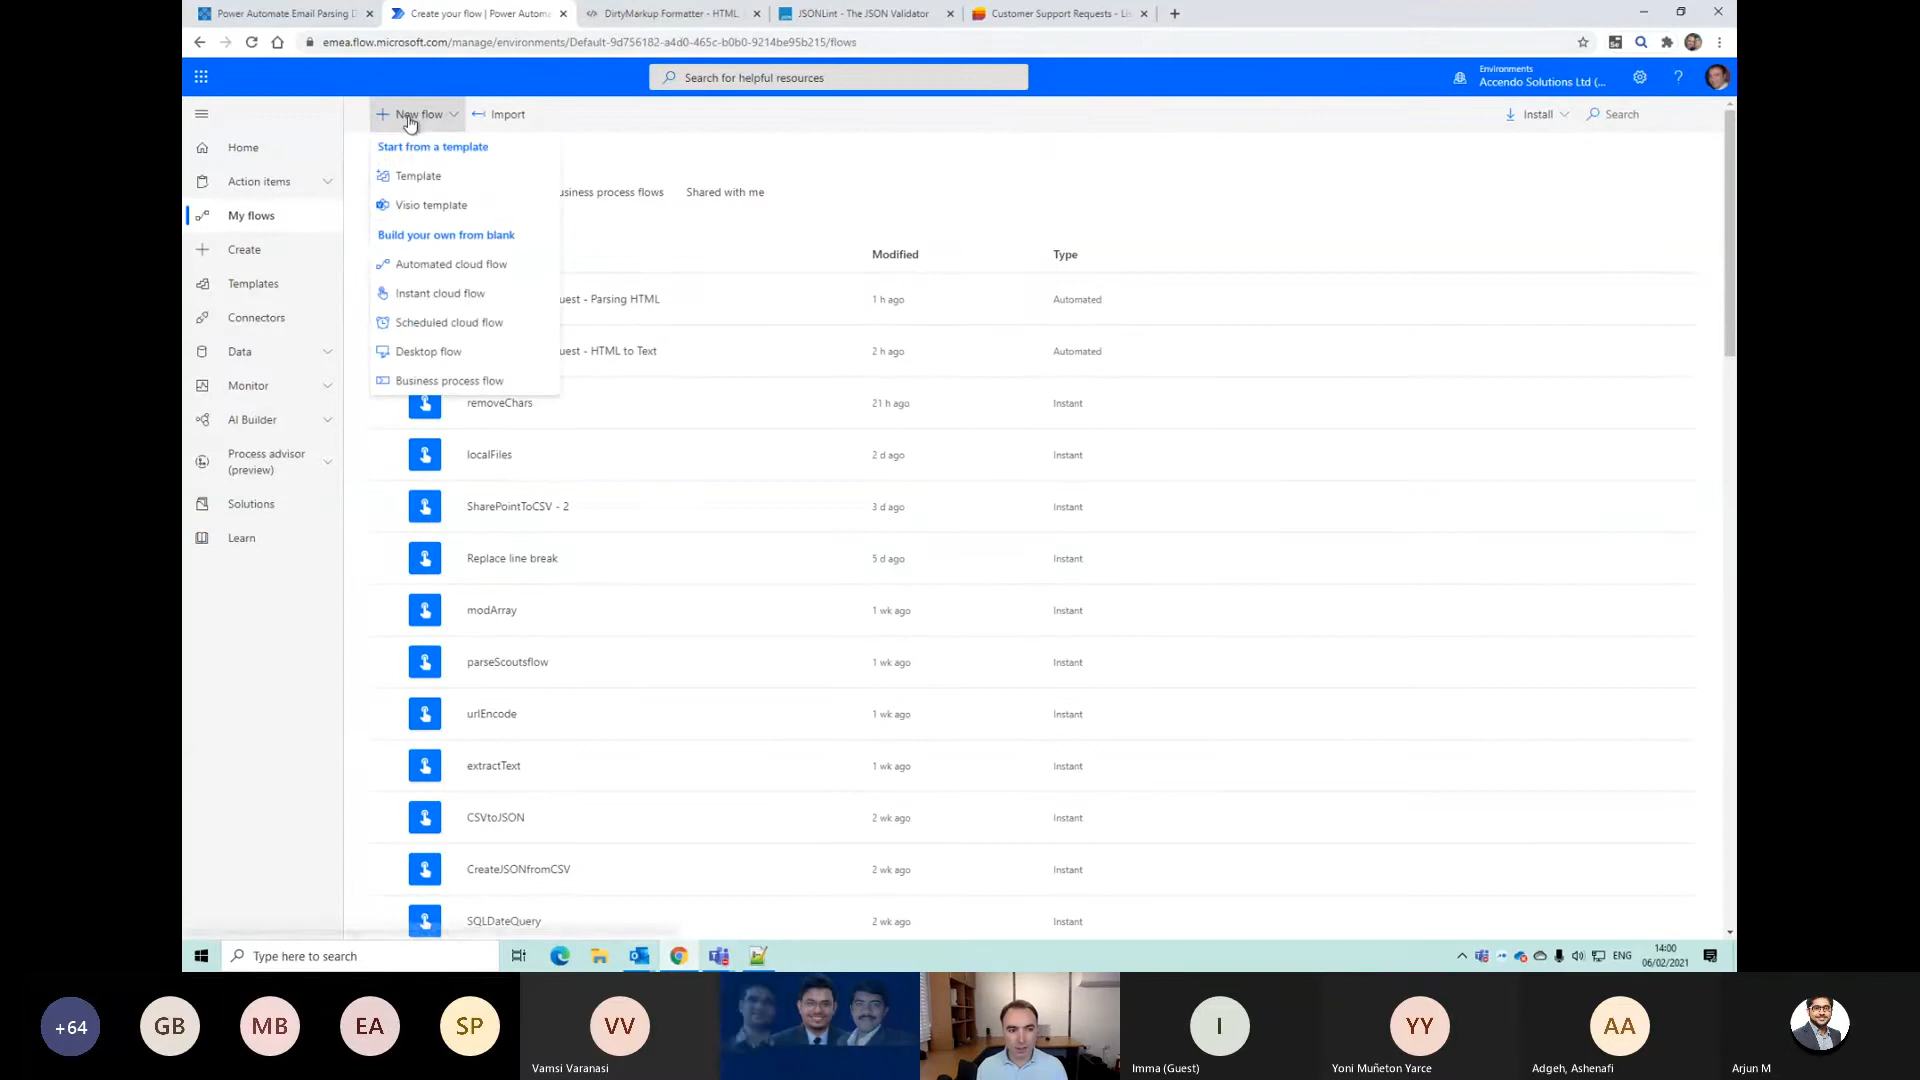 Power Automate Email Parsing D
Create your flow | Power Automa
DirtyMarkup Formatter - HTML,
JSONLint - The JSON Validator
Customer Support Requests - Lis
emea.flow.microsoft.com/manage/environments/Default-9d756182-a4d0-465c-b0b0-9214be95b215/flows
Search for helpful resources
Environments
Accendo Solutions Ltd (...
New flow
Import
Install
Search
Home
Action items
My flows
Create
Templates
Connectors
Data
Monitor
AI Builder
Process advisor
(preview)
Solutions
Learn
Start from a template
Template
Visio template
Build your own from blank
Automated cloud flow
Instant cloud flow
Scheduled cloud flow
Desktop flow
Business process flow
usiness process flows
Shared with me
Modified
Type
uest - Parsing HTML
1 h ago
Automated
uest - HTML to Text
2 h ago
Automated
removeChars
21 h ago
Instant
localFiles
2 d ago
Instant
SharePointToCSV - 2
3 d ago
Instant
Replace line break
5 d ago
Instant
modArray
1 wk ago
Instant
parseScoutsflow
1 wk ago
Instant
urlEncode
1 wk ago
Instant
extractText
1 wk ago
Instant
CSVtoJSON
2 wk ago
Instant
CreateJSONfromCSV
2 wk ago
Instant
SQLDateQuery
2 wk ago
Instant
Type here to search
ENG
14:00
06/02/2021
+64
GB
MB
EA
SP
VV
Vamsi Varanasi
I
Imma (Guest)
YY
Yoni Muñeton Yarce
AA
Adgeh, Ashenafi
Arjun M